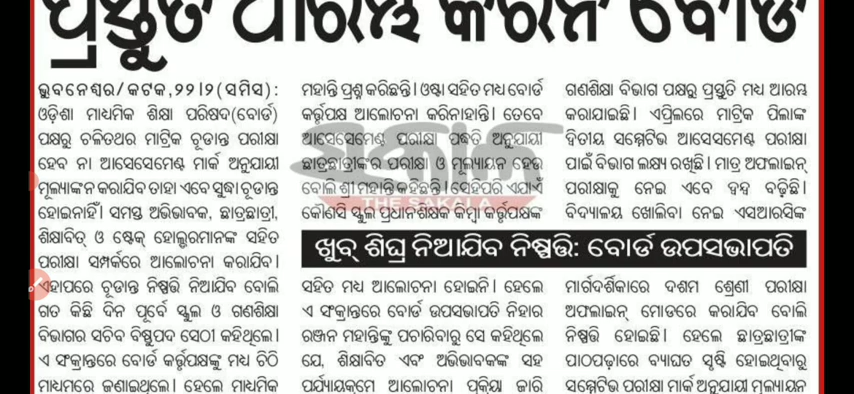 ପ୍ରସ୍ତୁତି ଆରମ୍ଭ କରିନି ବୋର୍ଡ
ଭୁବନେଶ୍ୱର/କଟକ,୨୨।୨(ସମିସ):
ଓଡ଼ିଶା ମାଧ୍ୟମିକ ଶିକ୍ଷା ପରିଷଦ(ବୋର୍ଡ)
ପକ୍ଷରୁ ଚଳିତଥର ମାଟ୍ରିକ ଚୂଡାନ୍ତ ପରୀକ୍ଷା
ହେବ ନା ଆସେସମେଣ୍ଟ ମାର୍କ ଅନୁଯାୟୀ
ମୂଲ୍ୟାଙ୍କନ କରାଯିବ ତାହା ଏବେ ସୁଦ୍ଧା ଚୂଡାନ୍ତ
ହୋଇନାହିଁ। ସମସ୍ତ ଅଭିଭାବକ, ଛାତ୍ରଛାତ୍ରୀ,
ଶିକ୍ଷାବିତ୍ ଓ ଷ୍ଟେକ୍ ହୋଲ୍ଡରମାନଙ୍କ ସହିତ
ପରୀକ୍ଷା ସମ୍ପର୍କରେ ଆଲୋଚନା କରାଯିବ।
ଏହାପରେ ଚୂଡାନ୍ତ ନିଷ୍ପତ୍ତି ନିଆଯିବ ବୋଲି
ଗତ କିଛି ଦିନ ପୂର୍ବେ ସ୍କୁଲ ଓ ଗଣଶିକ୍ଷା
ବିଭାଗର ସଚିବ ବିଷ୍ଣୁପଦ ସେଠୀ କହିଥିଲେ।
ଏ ସଂକ୍ରାନ୍ତରେ ବୋର୍ଡ କର୍ତ୍ତୃପକ୍ଷଙ୍କୁ ମଧ୍ୟ ଚିଠି
ମାଧ୍ୟମରେ ଜଣାଇଥିଲେ। ହେଲେ ମାଧ୍ୟମିକ
ମହାନ୍ତି ପ୍ରଶ୍ନ କରିଛନ୍ତି। ଓଷ୍ଟା ସହିତ ମଧ୍ୟ ବୋର୍ଡ
କର୍ତ୍ତୃପକ୍ଷ ଆଲୋଚନା କରିନାହାନ୍ତି। ତେବେ
ଆସେସେମେଣ୍ଟ ପରୀକ୍ଷା ପଦ୍ଧତି ଅନୁଯାୟୀ
ଛାତ୍ରଛାତ୍ରୀଙ୍କର ପରୀକ୍ଷା ଓ ମୂଲ୍ୟାୟନ ହେଉ
ବୋଲି ଶ୍ରୀ ମହାନ୍ତି କହିଛନ୍ତି। ସେହିପରି ଏଯାଏଁ
କୌଣସି ସ୍କୁଲ ପ୍ରଧାନଶିକ୍ଷକ କିମ୍ବା କର୍ତ୍ତୃପକ୍ଷଙ୍କ
ଗଣଶିକ୍ଷା ବିଭାଗ ପକ୍ଷରୁ ପ୍ରସ୍ତୁତି ମଧ୍ୟ ଆରମ୍ଭ
କରାଯାଇଛି। ଏପ୍ରିଲରେ ମାଟ୍ରିକ ପିଲାଙ୍କ
ଦ୍ୱିତୀୟ ସମ୍ମେଟିଭ ଆସେସମେଣ୍ଟ ପରୀକ୍ଷା
ପାଇଁ ବିଭାଗ ଲକ୍ଷ୍ୟ ରଖିଛି। ମାତ୍ର ଅଫଲାଇନ୍
ପରୀକ୍ଷାକୁ ନେଇ ଏବେ ଦ୍ୱନ୍ଦ୍ୱ ବଢ଼ିଛି।
ବିଦ୍ୟାଳୟ ଖୋଲିବା ନେଇ ଏସଆରସିଙ୍କ
ସକାଳ
THE SAKALA
ଖୁବ୍ ଶିଘ୍ର ନିଆଯିବ ନିଷ୍ପତ୍ତି: ବୋର୍ଡ ଉପସଭାପତି
ସହିତ ମଧ୍ୟ ଆଲୋଚନା ହୋଇନି। ହେଲେ
ଏ ସଂକ୍ରାନ୍ତରେ ବୋର୍ଡ ଉପସଭାପତି ନିହାର
ରଞ୍ଜନ ମହାନ୍ତିଙ୍କୁ ପଚାରିବାରୁ ସେ କହିଥିଲେ
ଯେ, ଶିକ୍ଷାବିତ ଏବଂ ଅଭିଭାବକଙ୍କ ସହ
ପର୍ଯ୍ୟାୟକ୍ରମେ ଆଲୋଚନା ପ୍ରକ୍ରିୟା ଜାରି
ମାର୍ଗଦର୍ଶିକାରେ ଦଶମ ଶ୍ରେଣୀ ପରୀକ୍ଷା
ଅଫଲାଇନ୍ ମୋଡରେ କରାଯିବ ବୋଲି
ନିଷ୍ପତ୍ତି ହୋଇଛି। ହେଲେ ଛାତ୍ରଛାତ୍ରୀଙ୍କ
ପାଠପଢ଼ାରେ ବ୍ୟାଘାତ ସୃଷ୍ଟି ହୋଇଥିବାରୁ
ସମ୍ମେଟିଭ ପରୀକ୍ଷା ମାର୍କ ଅନୁଯାୟୀ ମୂଲ୍ୟାୟନ